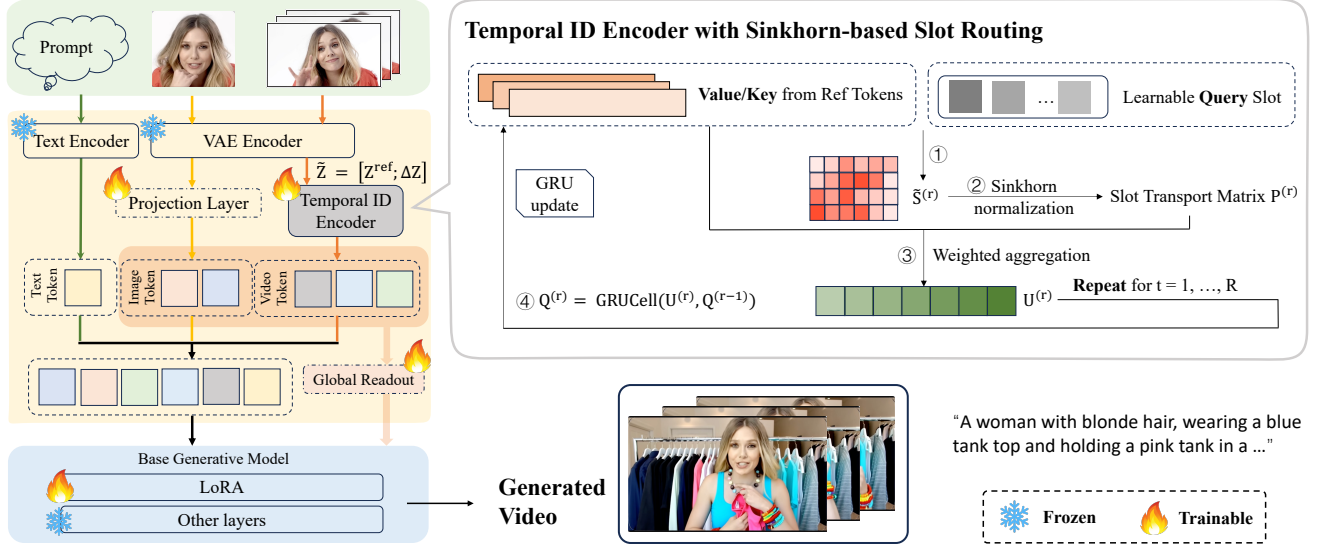 Prompt
Text Encoder
VAE Encoder
Z̃ = [Z^ref; ΔZ]
Projection Layer
Temporal ID
Encoder
Text
Token
Image
Token
Video
Token
Global Readout
Base Generative Model
LoRA
Other layers
Temporal ID Encoder with Sinkhorn-based Slot Routing
Value/Key from Ref Tokens
... Learnable Query Slot
GRU
update
①
S̃^(r)
② Sinkhorn
normalization
Slot Transport Matrix P^(r)
③ Weighted aggregation
④ Q^(r) = GRUCell(U^(r), Q^(r−1))
U^(r)
Repeat for t = 1, …, R
Generated
Video
“A woman with blonde hair, wearing a blue
tank top and holding a pink tank in a ...”
Frozen
Trainable